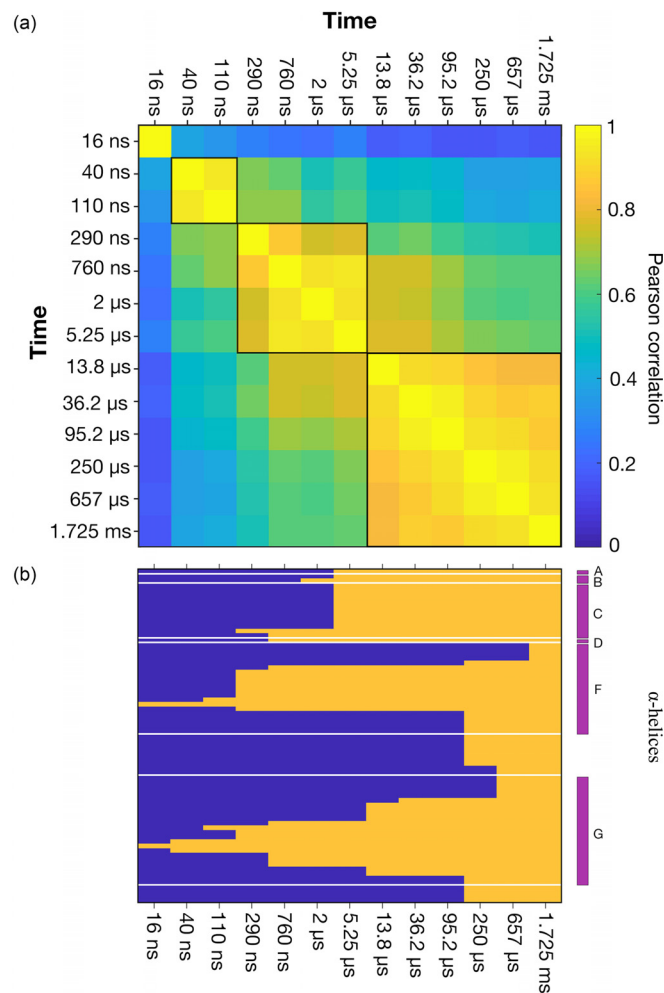 Time
(a)
16 ns
40 ns
110 ns
290 ns
760 ns
2 µs
5.25 µs
13.8 µs
36.2 µs
95.2 µs
250 µs
657 µs
1.725 ms
Time
16 ns
40 ns
110 ns
290 ns
760 ns
2 µs
5.25 µs
13.8 µs
36.2 µs
95.2 µs
250 µs
657 µs
1.725 ms
1
0.8
0.6
0.4
0.2
0
Pearson correlation
(b)
A
B
C
D
F
G
α-helices
16 ns
40 ns
110 ns
290 ns
760 ns
2 µs
5.25 µs
13.8 µs
36.2 µs
95.2 µs
250 µs
657 µs
1.725 ms